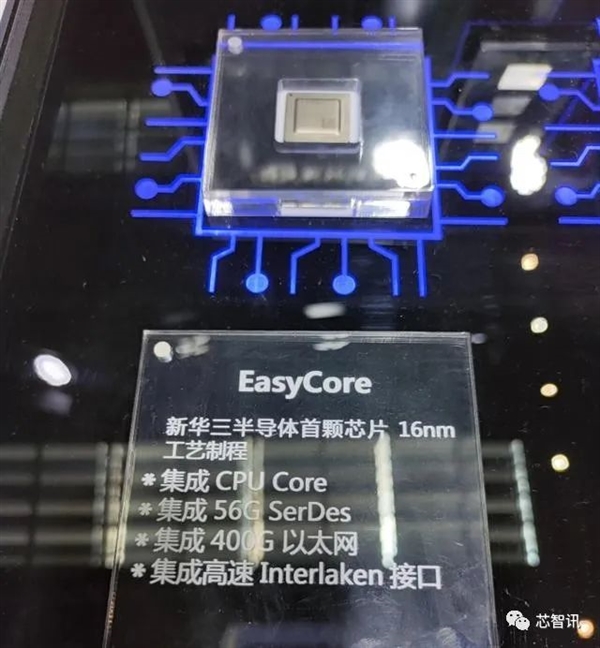 EasyCore
新华三半导体首颗芯片 16nm
工艺制程
*集成 CPU Core
*集成 56G SerDes
*集成 400G 以太网
*集成高速 Interlaken 接口
芯智讯